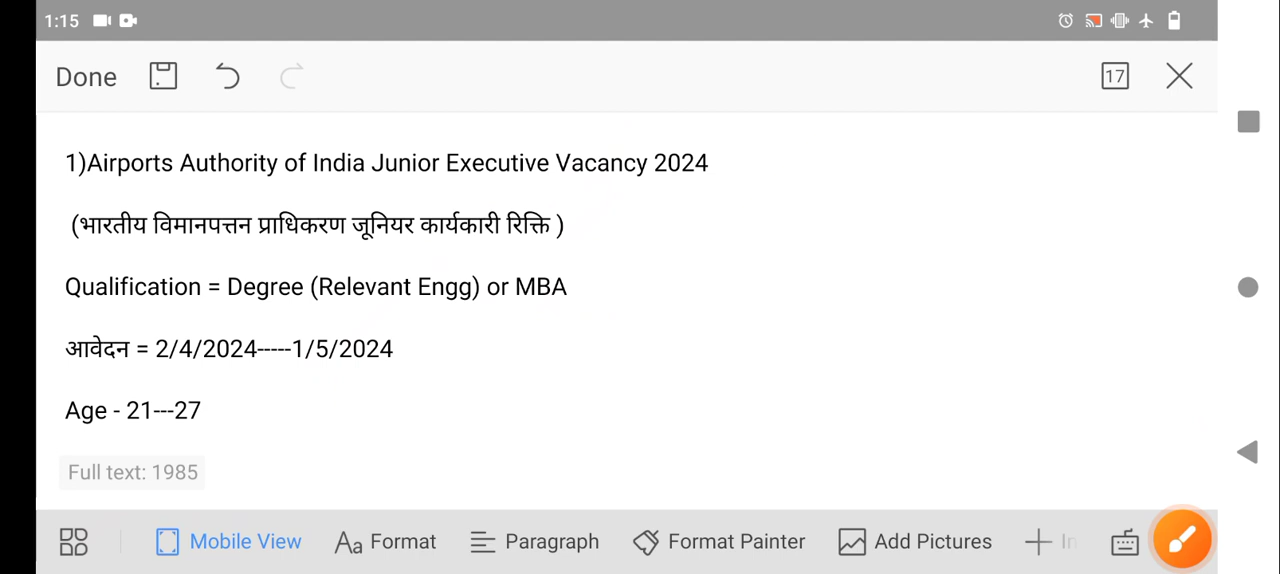 1:15
Done
17
1)Airports Authority of India Junior Executive Vacancy 2024
(भारतीय विमानपत्तन प्राधिकरण जूनियर कार्यकारी रिक्ति )
Qualification = Degree (Relevant Engg) or MBA
आवेदन = 2/4/2024-----1/5/2024
Age - 21---27
Full text: 1985
Mobile View Aa Format Paragraph Format Painter Add Pictures In